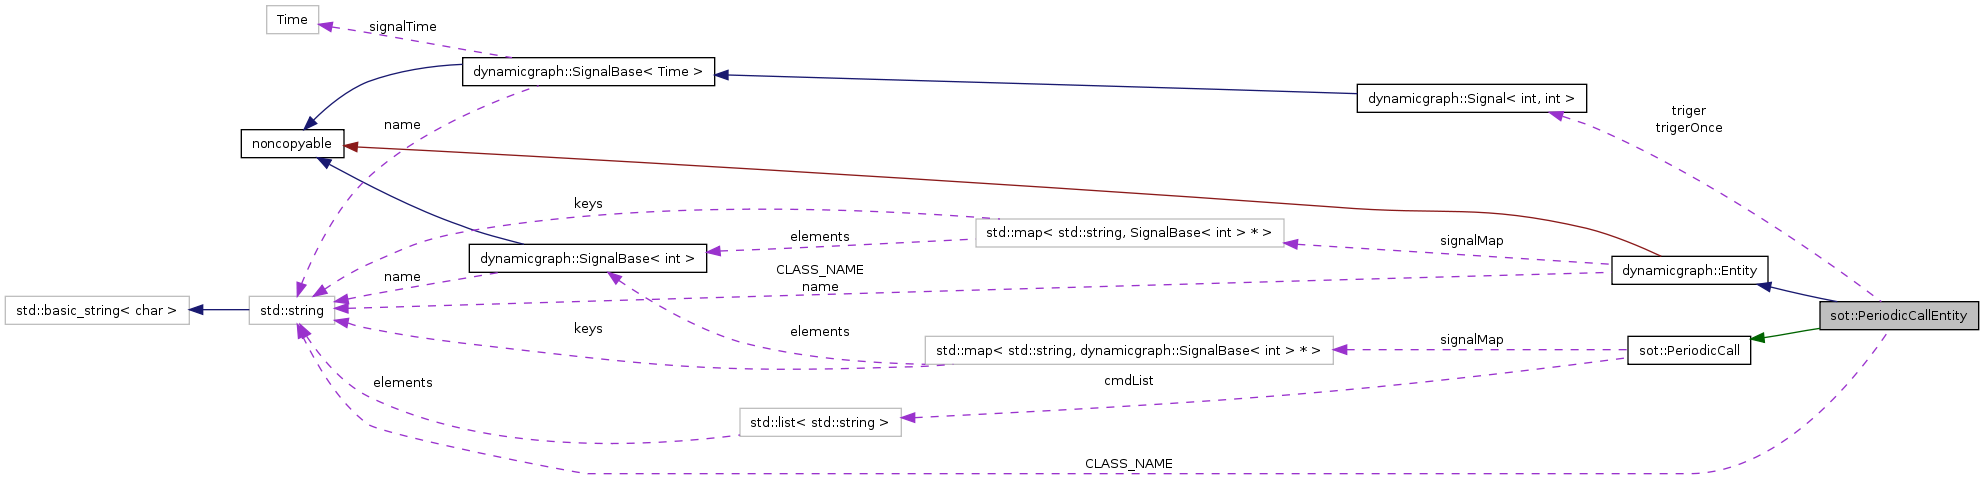 Time
signalTime
dynamicgraph::SignalBase< Time >
dynamicgraph::Signal< int, int >
triger
trigerOnce
name
noncopyable
keys
std::map< std::string, SignalBase< int > * >
elements
signalMap
dynamicgraph::SignalBase< int >
dynamicgraph::Entity
name
CLASS_NAME
name
std::basic_string< char >
std::string
sot::PeriodicCallEntity
keys
elements
signalMap
std::map< std::string, dynamicgraph::SignalBase< int > * >
sot::PeriodicCall
elements
cmdList
std::list< std::string >
CLASS_NAME